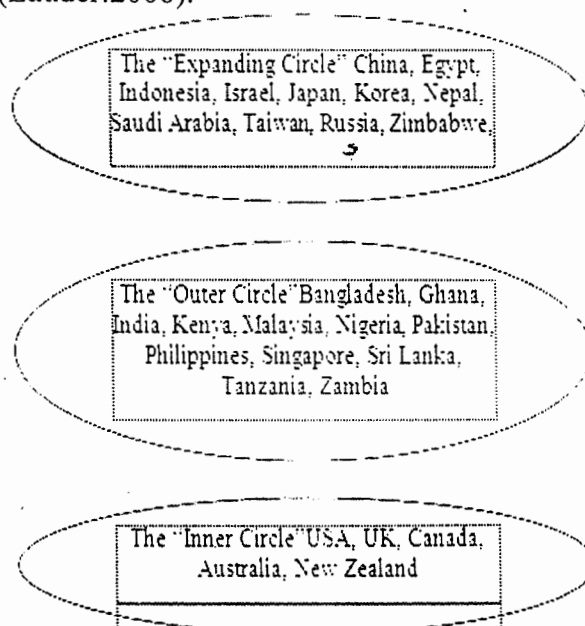 (Lauder:2008).
The "Expanding Circle" China, Egypt,
Indonesia, Israel, Japan, Korea, Nepal,
Saudi Arabia, Taiwan, Russia, Zimbabwe,
The "Outer Circle"Bangladesh, Ghana,
India, Kenya, Malaysia, Nigeria, Pakistan,
Philippines, Singapore, Sri Lanka,
Tanzania, Zambia
The "Inner Circle"USA, UK, Canada,
Australia, New Zealand